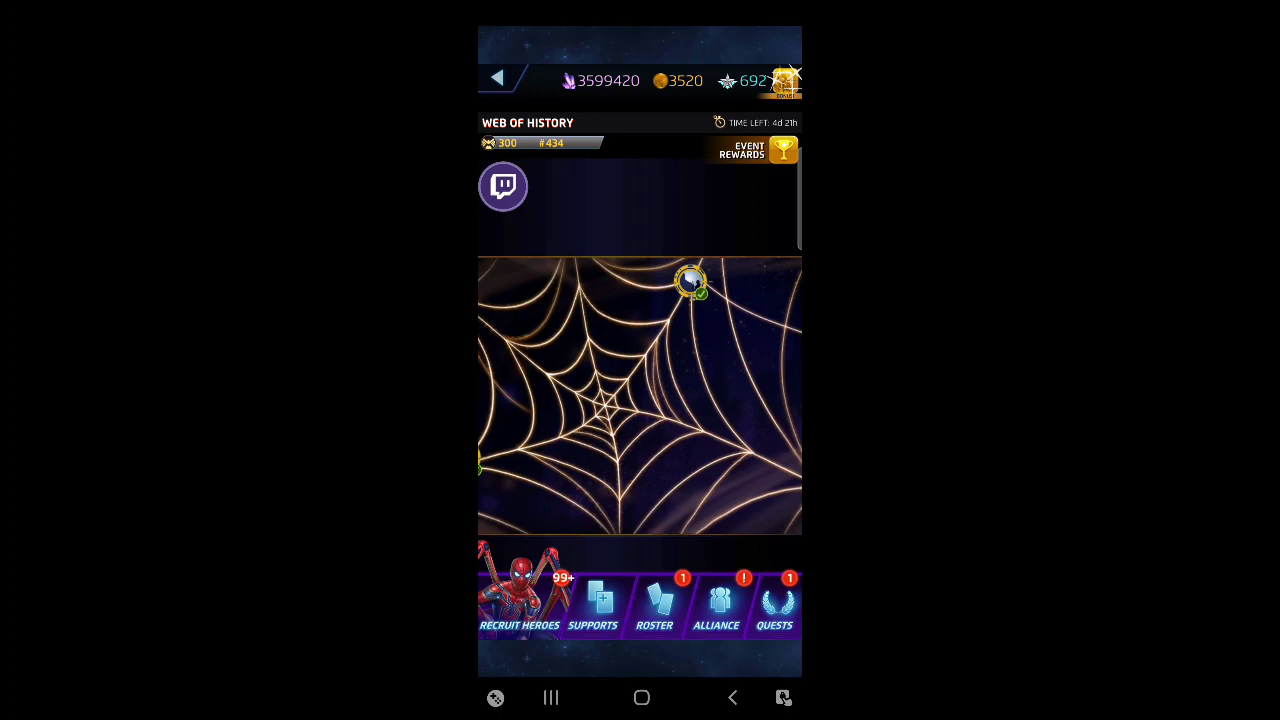 3599420 3520 692
WEB OF HISTORY TIME LEFT: 4d 21h
300 #434
EVENT
REWARDS
99+ 1 ! 1
RECRUIT HEROES SUPPORTS ROSTER ALLIANCE QUESTS